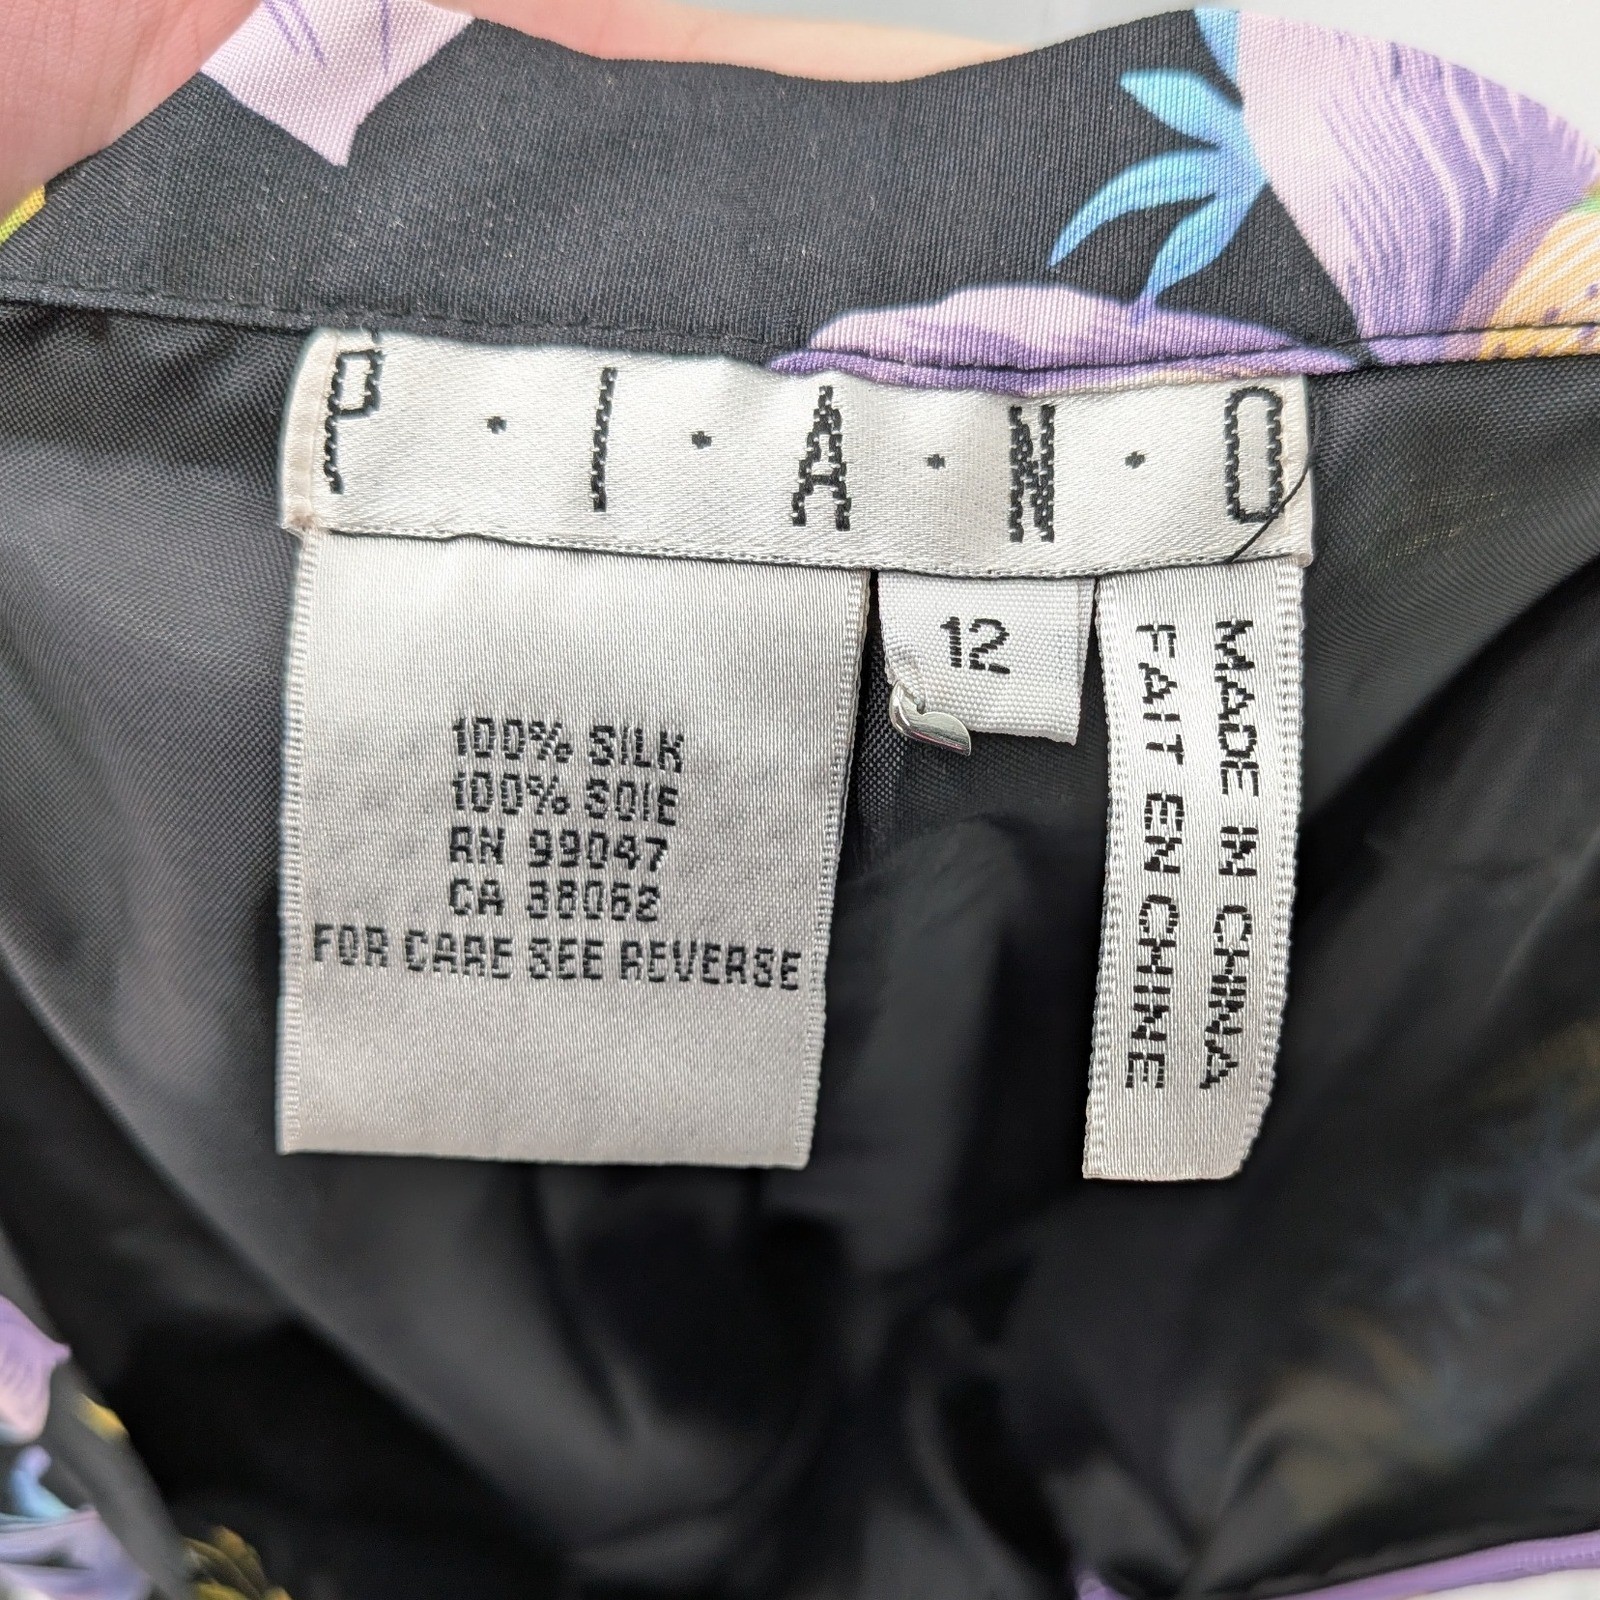 P·I·A·N·O
12
100% SILK
100% SOIE
RN 99047
CA 38062
FOR CARE SEE REVERSE
MADE IN CHINA
FAIT EN CHINE